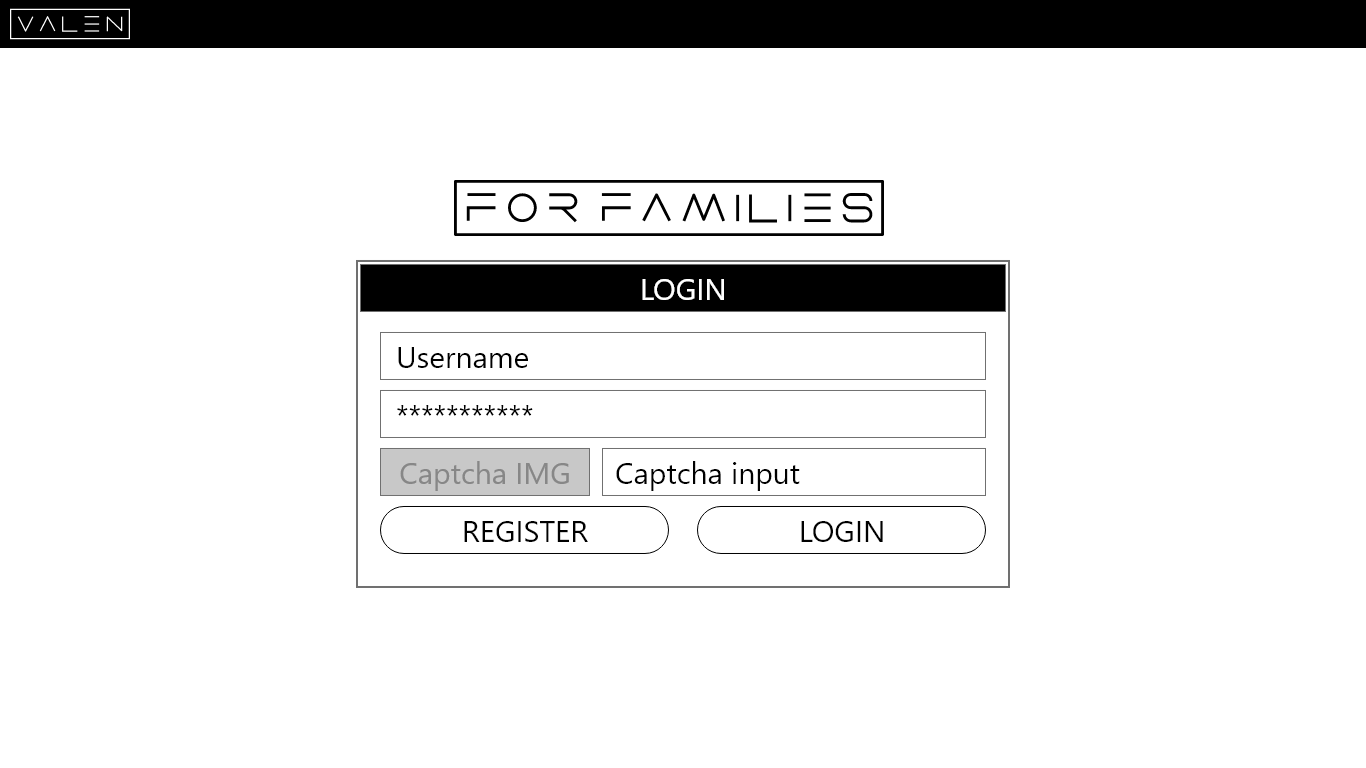 VALEN
FOR FAMILIES
LOGIN
Username
***********
Captcha IMG Captcha input
REGISTER LOGIN